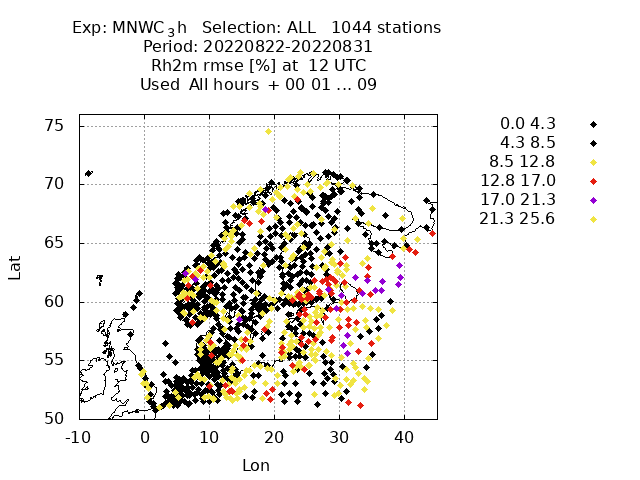 Exp: MNWC_3h   Selection: ALL   1044 stations
Period: 20220822-20220831
Rh2m rmse [%] at  12 UTC
Used  All hours  + 00 01 ... 09
0.0 4.3
4.3 8.5
8.5 12.8
12.8 17.0
17.0 21.3
21.3 25.6
75
70
65
60
55
50
Lat
-10 0 10 20 30 40
Lon